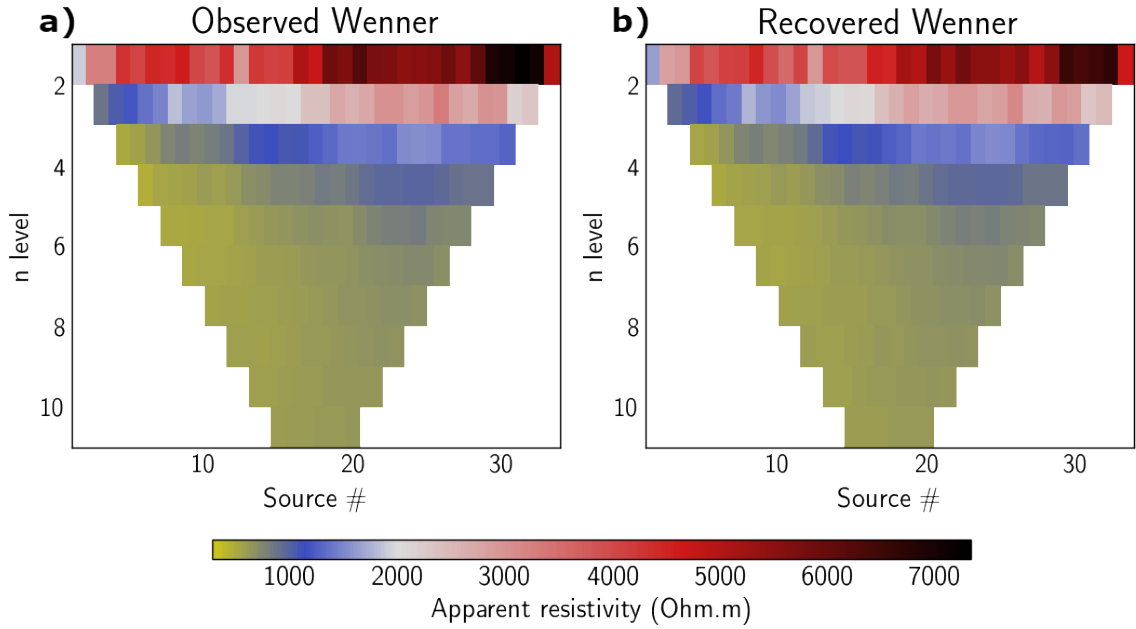 a) Observed Wenner
b) Recovered Wenner
n level
2
4
6
8
10
10 20 30
Source #
n level
2
4
6
8
10
10 20 30
Source #
1000 2000 3000 4000 5000 6000 7000
Apparent resistivity (Ohm.m)